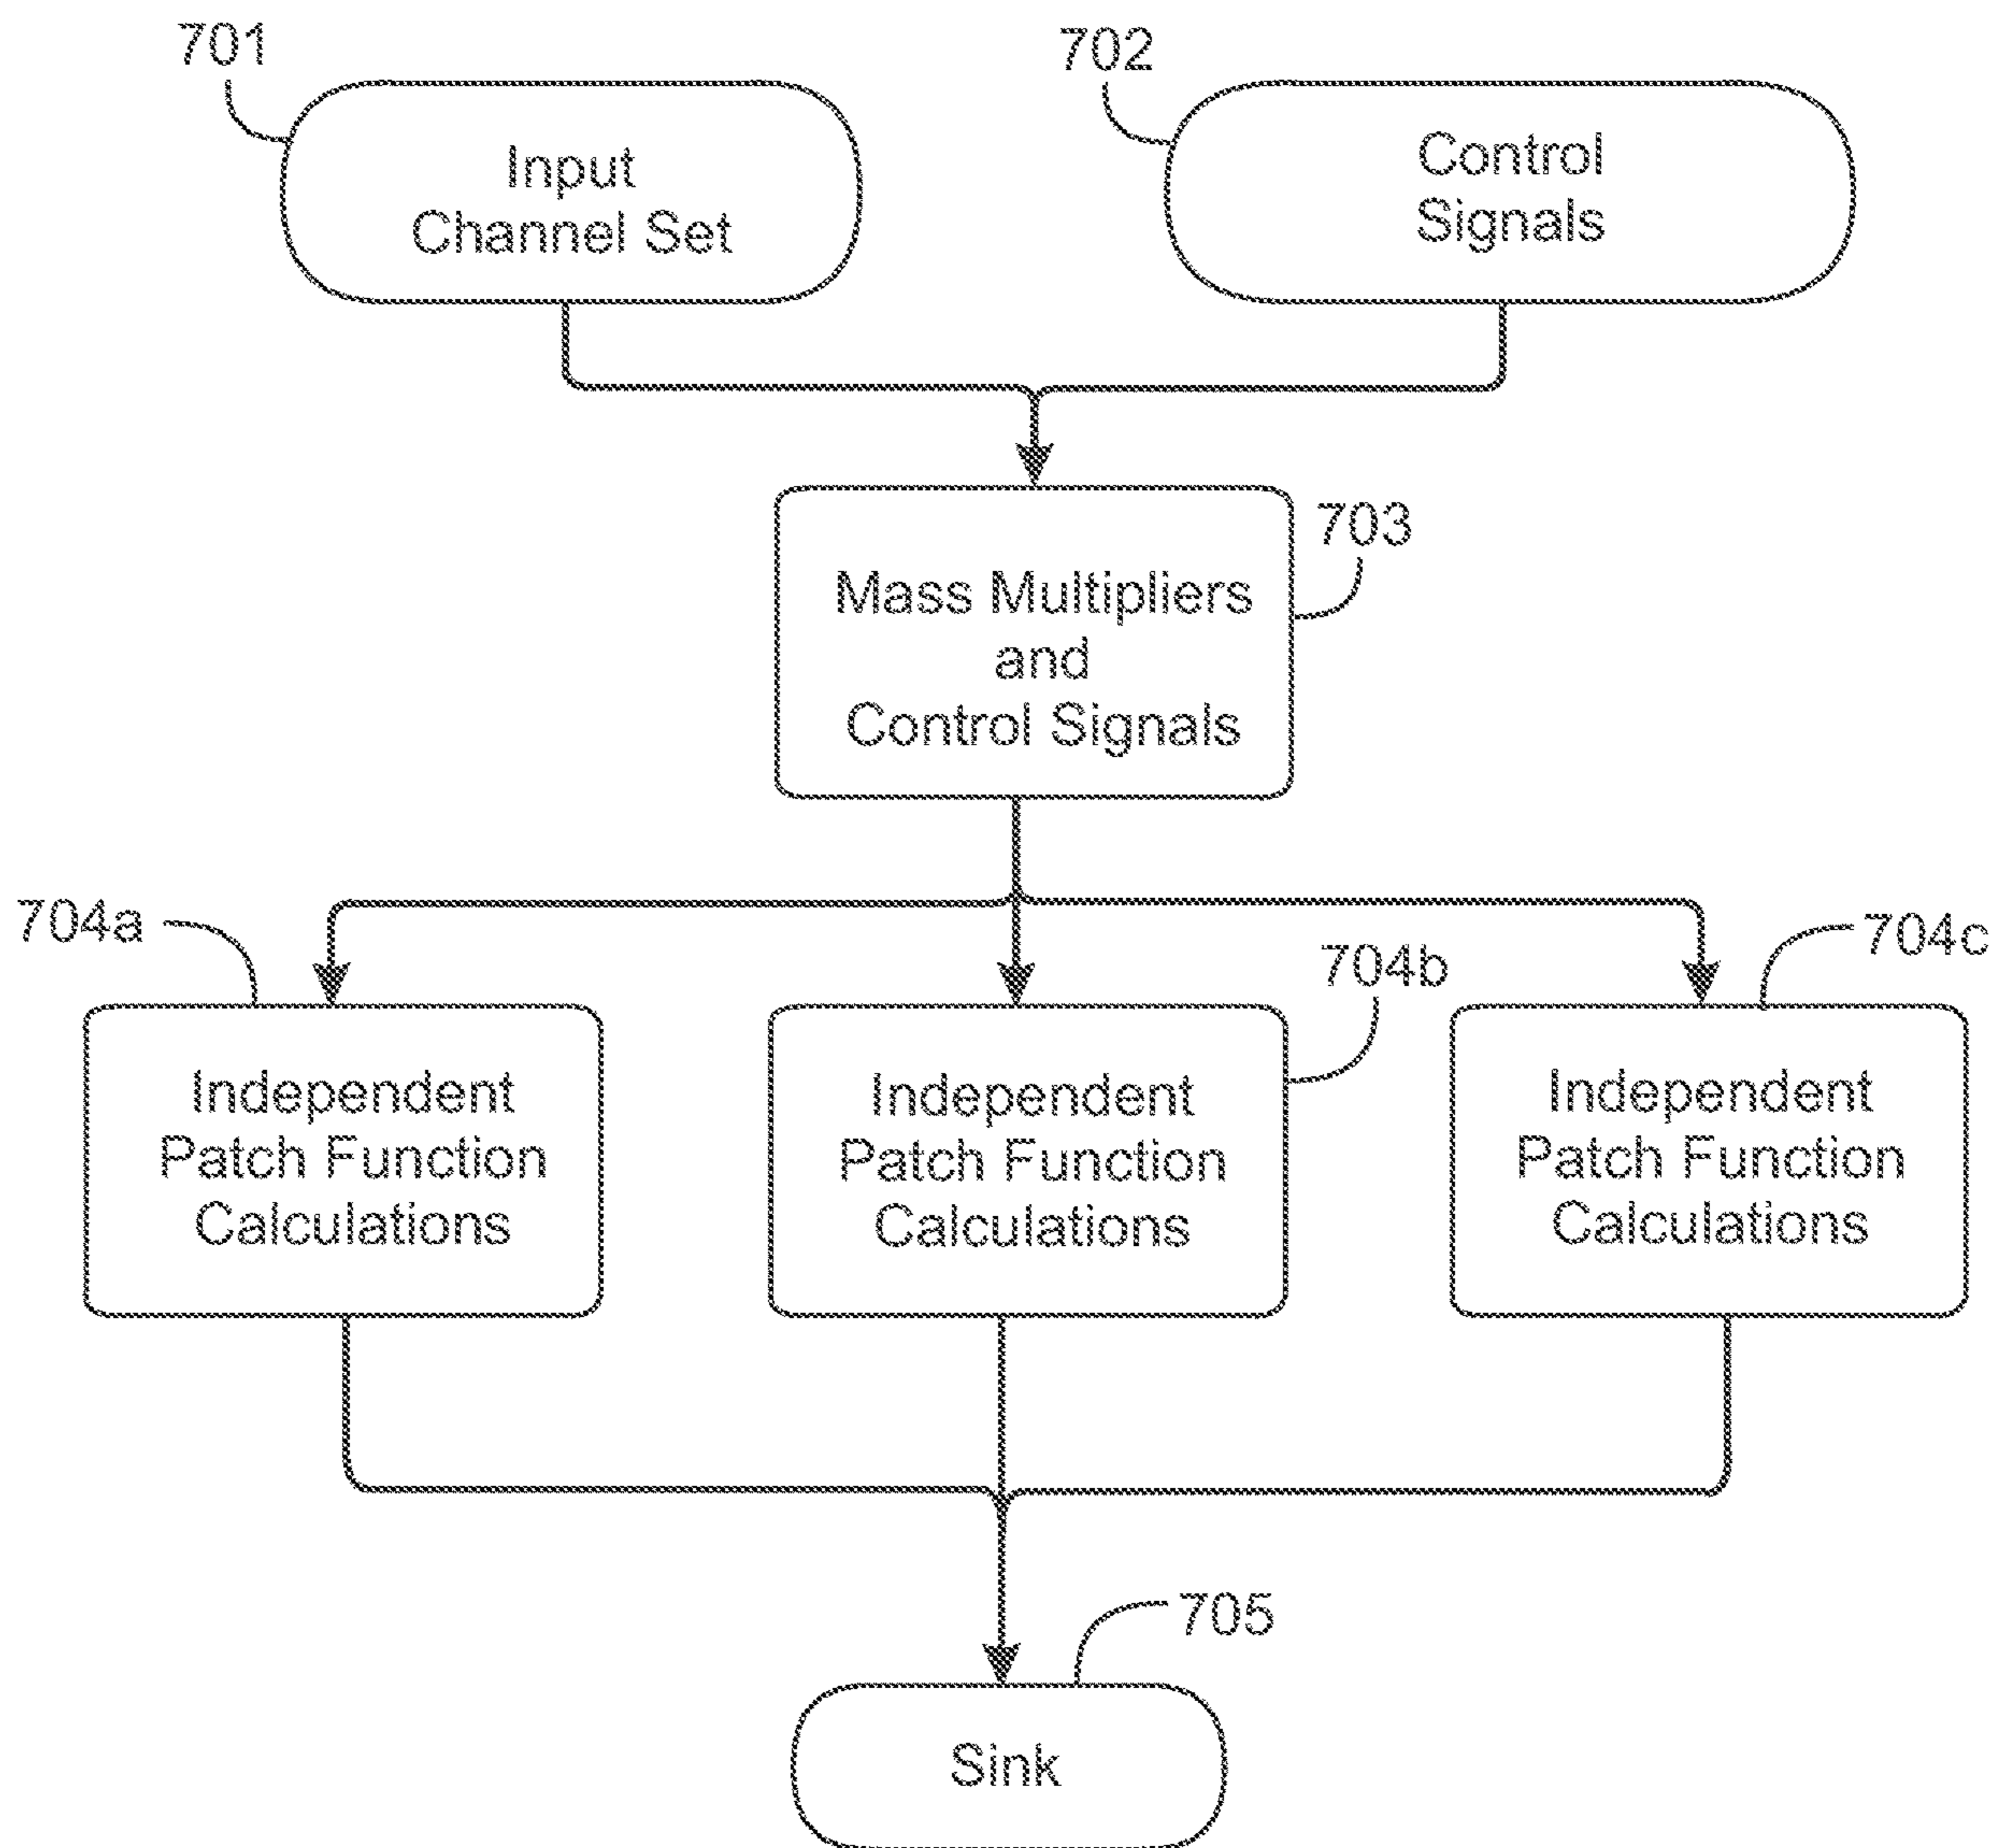 701
702
Input
Channel Set
Control
Signals
703
Mass Multipliers
and
Control Signals
704a
704b
704c
Independent
Patch Function
Calculations
Independent
Patch Function
Calculations
Independent
Patch Function
Calculations
705
Sink